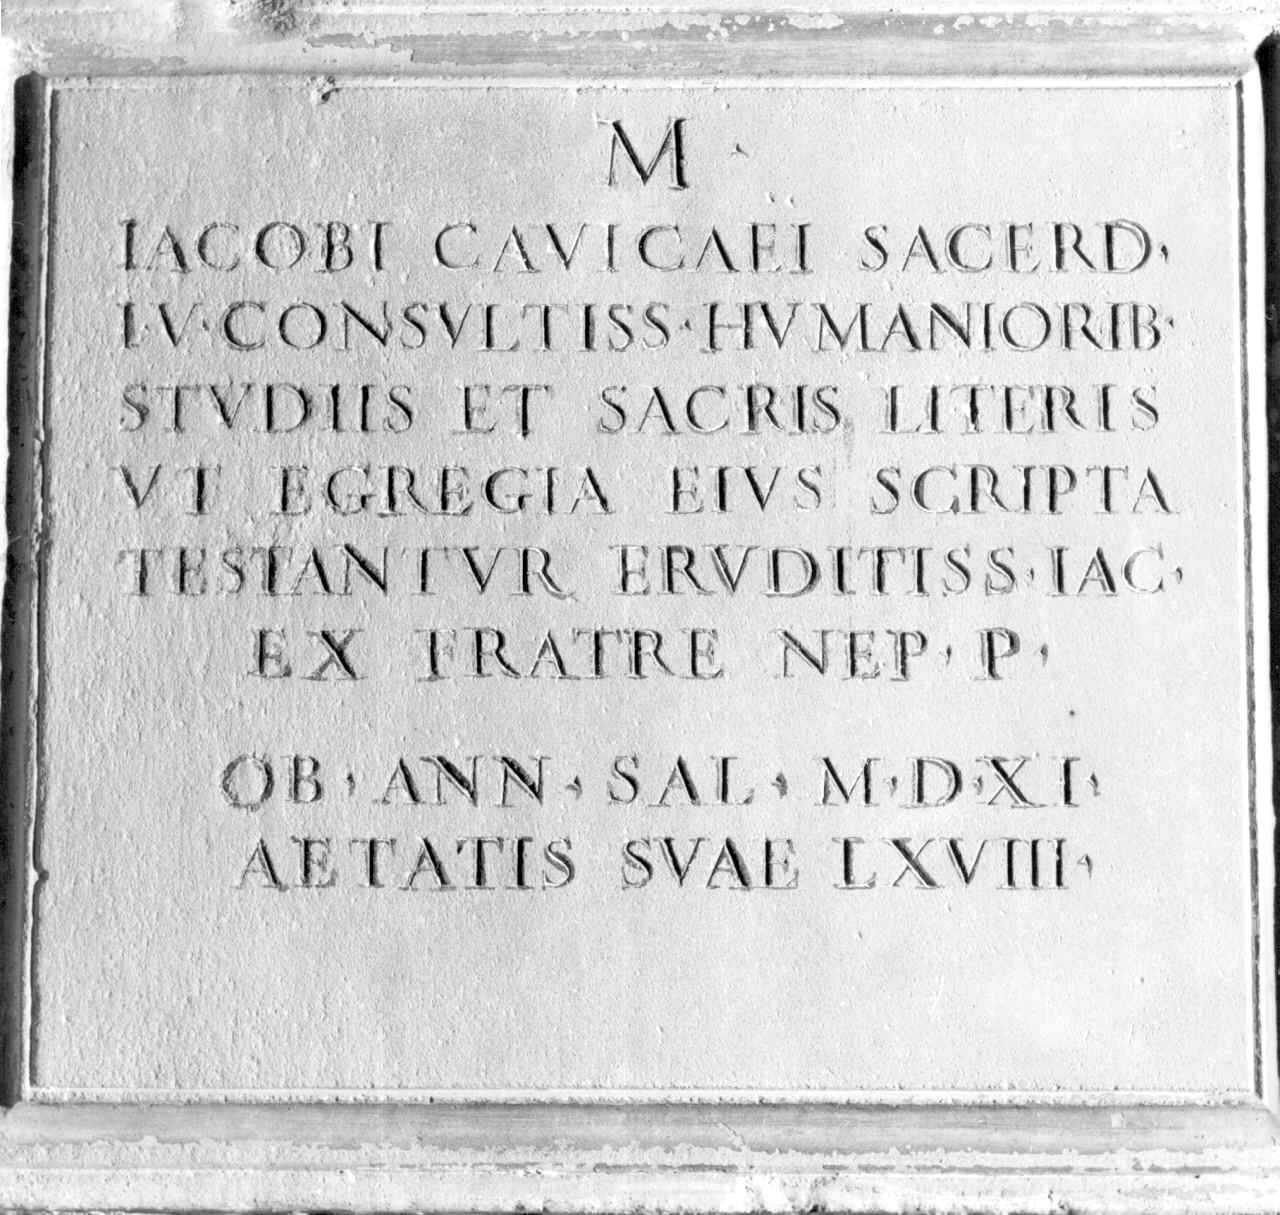 M ·
IACOBI CAVICAEI SACERD·
I·V·CONSVLTISS·HVMANIORIB·
STVDIIS ET SACRIS LITERIS
VT EGREGIA EIVS SCRIPTA
TESTANTVR ERVDITISS·IAC·
EX FRATRE NEP·P·
OB·ANN·SAL·M·D·XI·
AETATIS SVAE LXVIII·